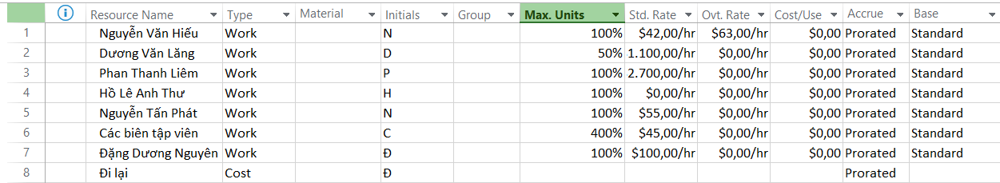 Resource Name Type Material Initials Group Max. Units Std. Rate Ovt. Rate Cost/Use Accrue Base
1 Nguyễn Văn Hiếu Work N 100% $42,00/hr $63,00/hr $0,00 Prorated Standard
2 Dương Văn Lăng Work D 50% 1.100,00/hr $0,00/hr $0,00 Prorated Standard
3 Phan Thanh Liêm Work P 100% 2.700,00/hr $0,00/hr $0,00 Prorated Standard
4 Hồ Lê Anh Thư Work H 100% $0,00/hr $0,00/hr $0,00 Prorated Standard
5 Nguyễn Tấn Phát Work N 100% $55,00/hr $0,00/hr $0,00 Prorated Standard
6 Các biên tập viên Work C 400% $45,00/hr $0,00/hr $0,00 Prorated Standard
7 Đặng Dương Nguyên Work Đ 100% $100,00/hr $0,00/hr $0,00 Prorated Standard
8 Đi lại Cost Đ Prorated